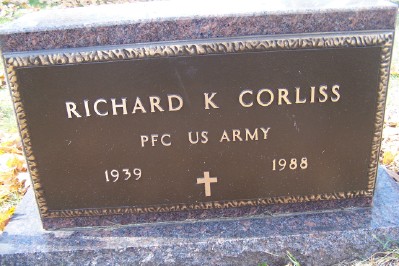 RICHARD K CORLISS
PFC US ARMY
1939 1988